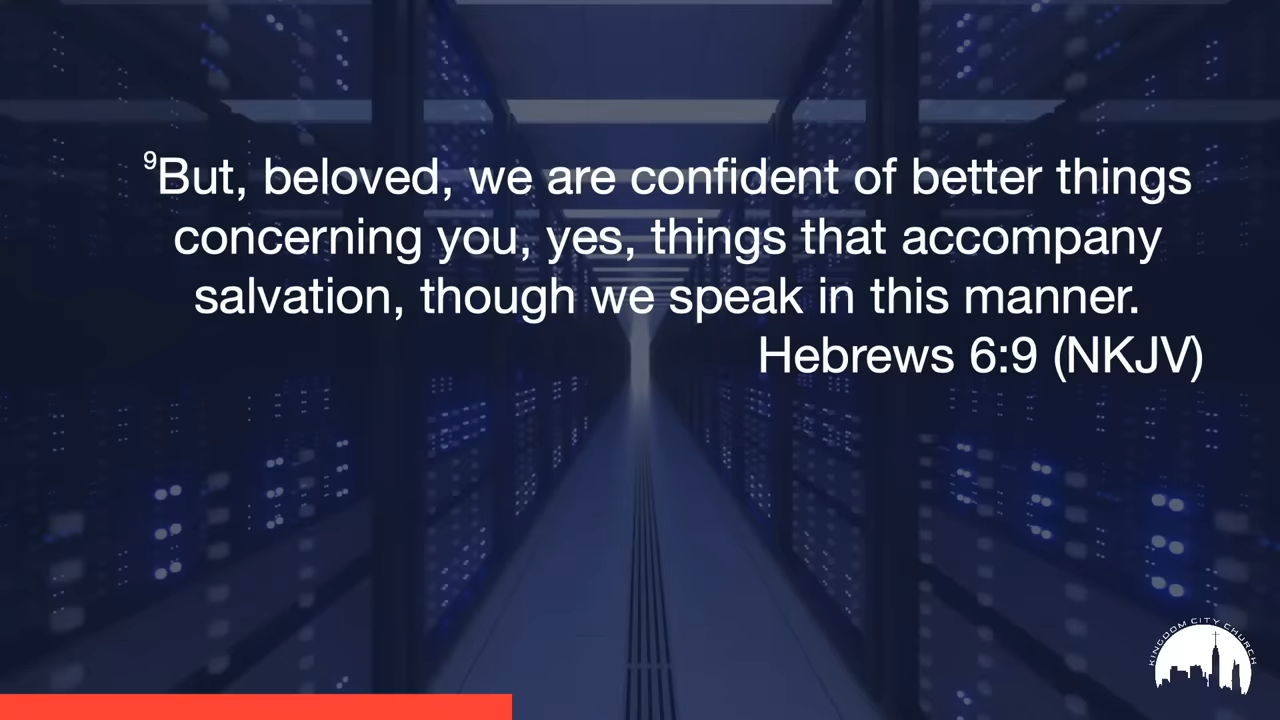 ⁹But, beloved, we are confident of better things
concerning you, yes, things that accompany
salvation, though we speak in this manner.
Hebrews 6:9 (NKJV)
KINGDOM CITY CHURCH